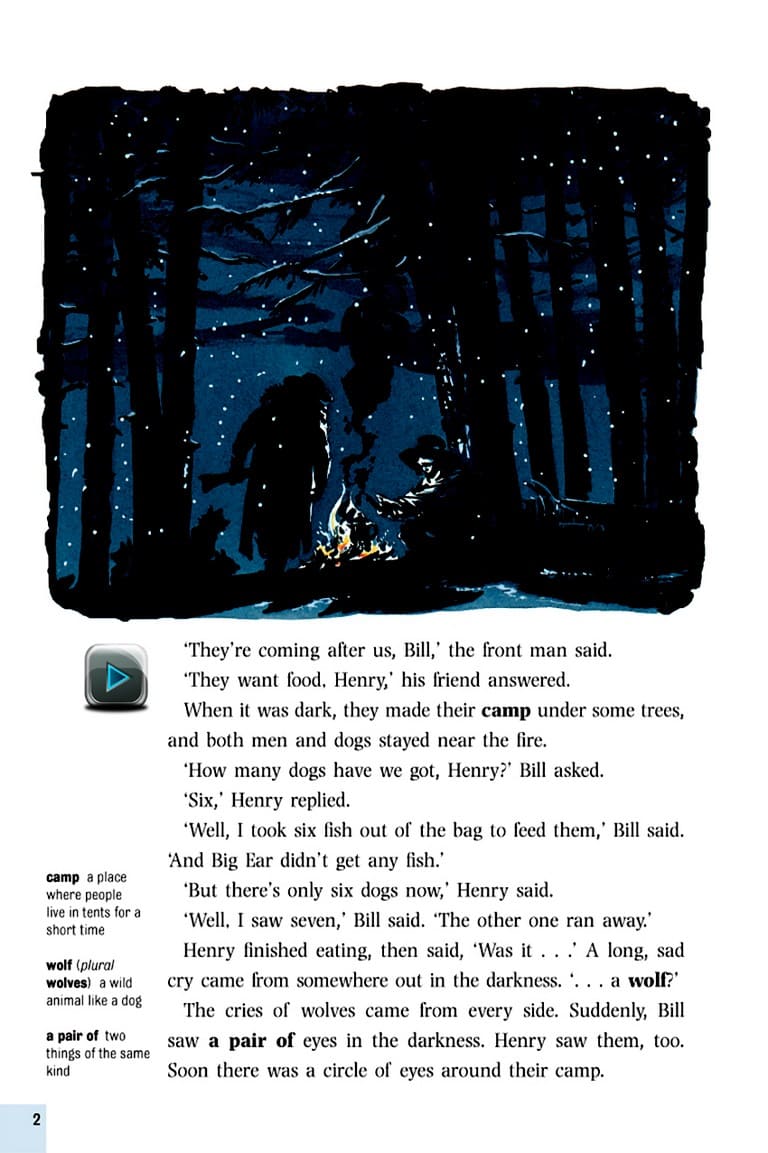 ‘They’re coming after us, Bill,’ the front man said.
‘They want food, Henry,’ his friend answered.
When it was dark, they made their camp under some trees,
and both men and dogs stayed near the fire.
‘How many dogs have we got, Henry?’ Bill asked.
‘Six,’ Henry replied.
‘Well, I took six fish out of the bag to feed them,’ Bill said.
‘And Big Ear didn’t get any fish.’
‘But there’s only six dogs now,’ Henry said.
‘Well, I saw seven,’ Bill said. ‘The other one ran away.’
Henry finished eating, then said, ‘Was it . . .’ A long, sad
cry came from somewhere out in the darkness. ‘. . . a wolf?’
The cries of wolves came from every side. Suddenly, Bill
saw a pair of eyes in the darkness. Henry saw them, too.
Soon there was a circle of eyes around their camp.
camp a place
where people
live in tents for a
short time
wolf (plural
wolves) a wild
animal like a dog
a pair of two
things of the same
kind
2